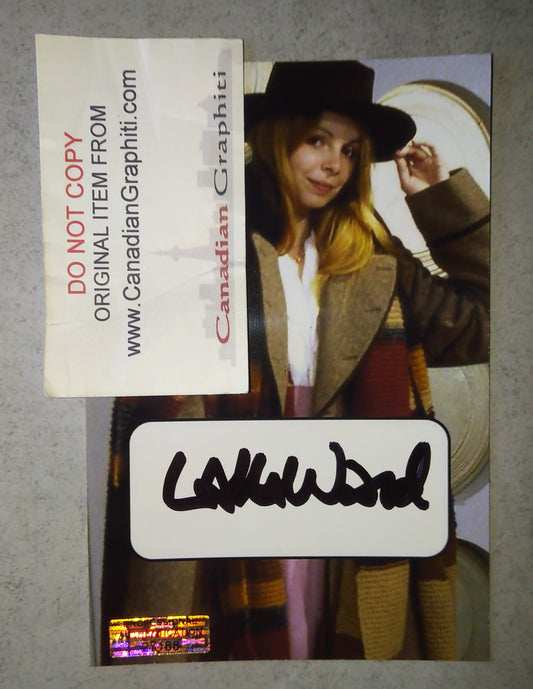 DO NOT COPY
ORIGINAL ITEM FROM
www.CanadianGraphiti.com
Canadian Graphiti
LallaWard